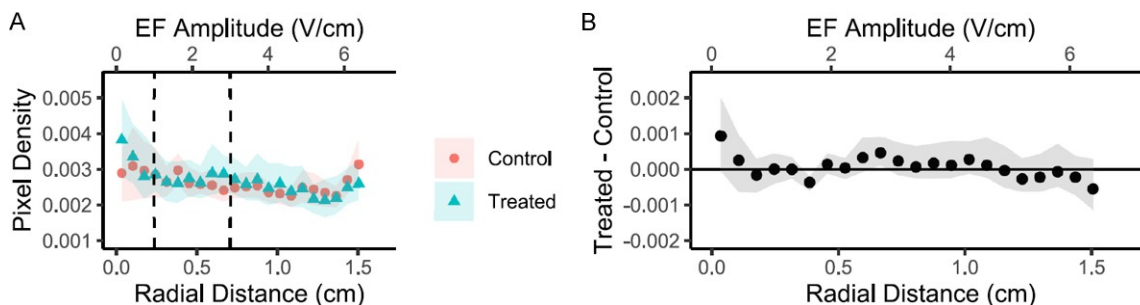 A
EF Amplitude (V/cm)
0 2 4 6
0.005
0.004
0.003
0.002
0.001
Pixel Density
0.0 0.5 1.0 1.5
Radial Distance (cm)
Control
Treated
B
EF Amplitude (V/cm)
0 2 4 6
0.002
0.001
0.000
-0.001
-0.002
Treated - Control
0.0 0.5 1.0 1.5
Radial Distance (cm)